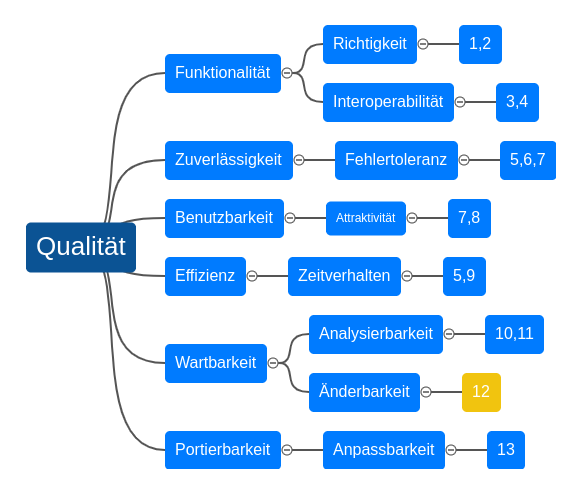 Qualität
Funktionalität
Richtigkeit
1,2
Interoperabilität
3,4
Zuverlässigkeit
Fehlertoleranz
5,6,7
Benutzbarkeit
Attraktivität
7,8
Effizienz
Zeitverhalten
5,9
Wartbarkeit
Analysierbarkeit
10,11
Änderbarkeit
12
Portierbarkeit
Anpassbarkeit
13